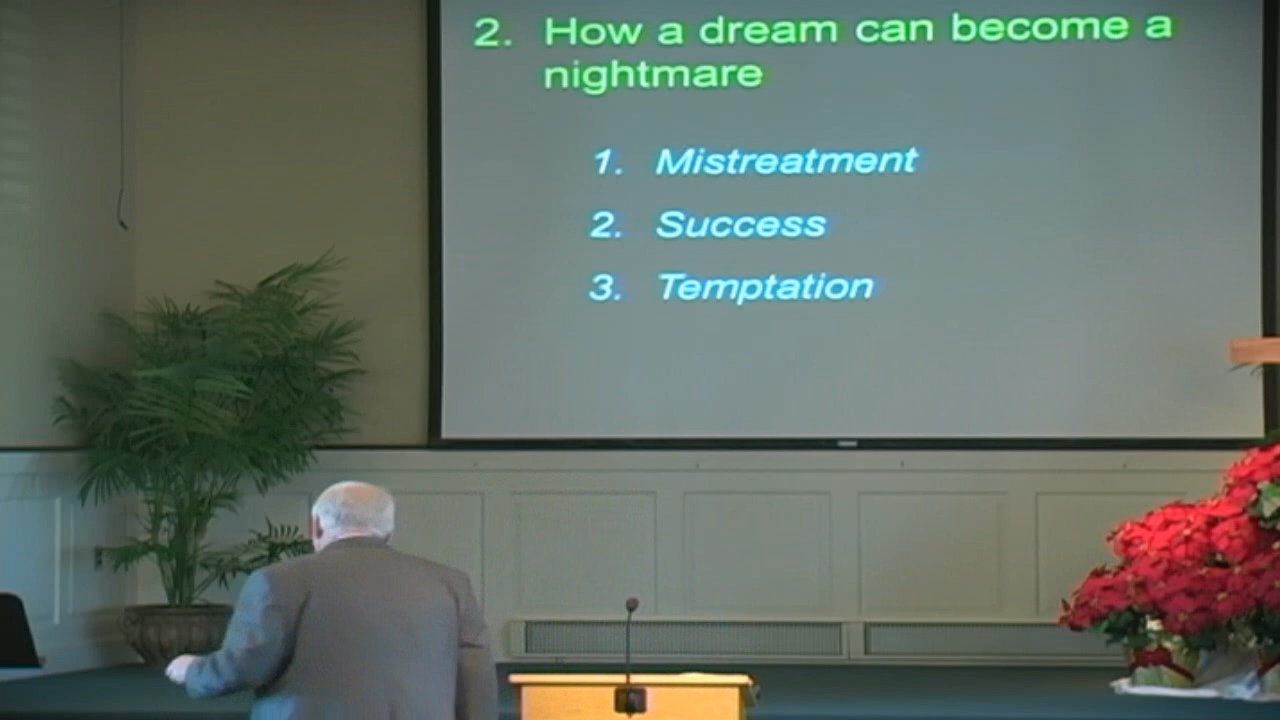 2. How a dream can become a
nightmare
1. Mistreatment
2. Success
3. Temptation